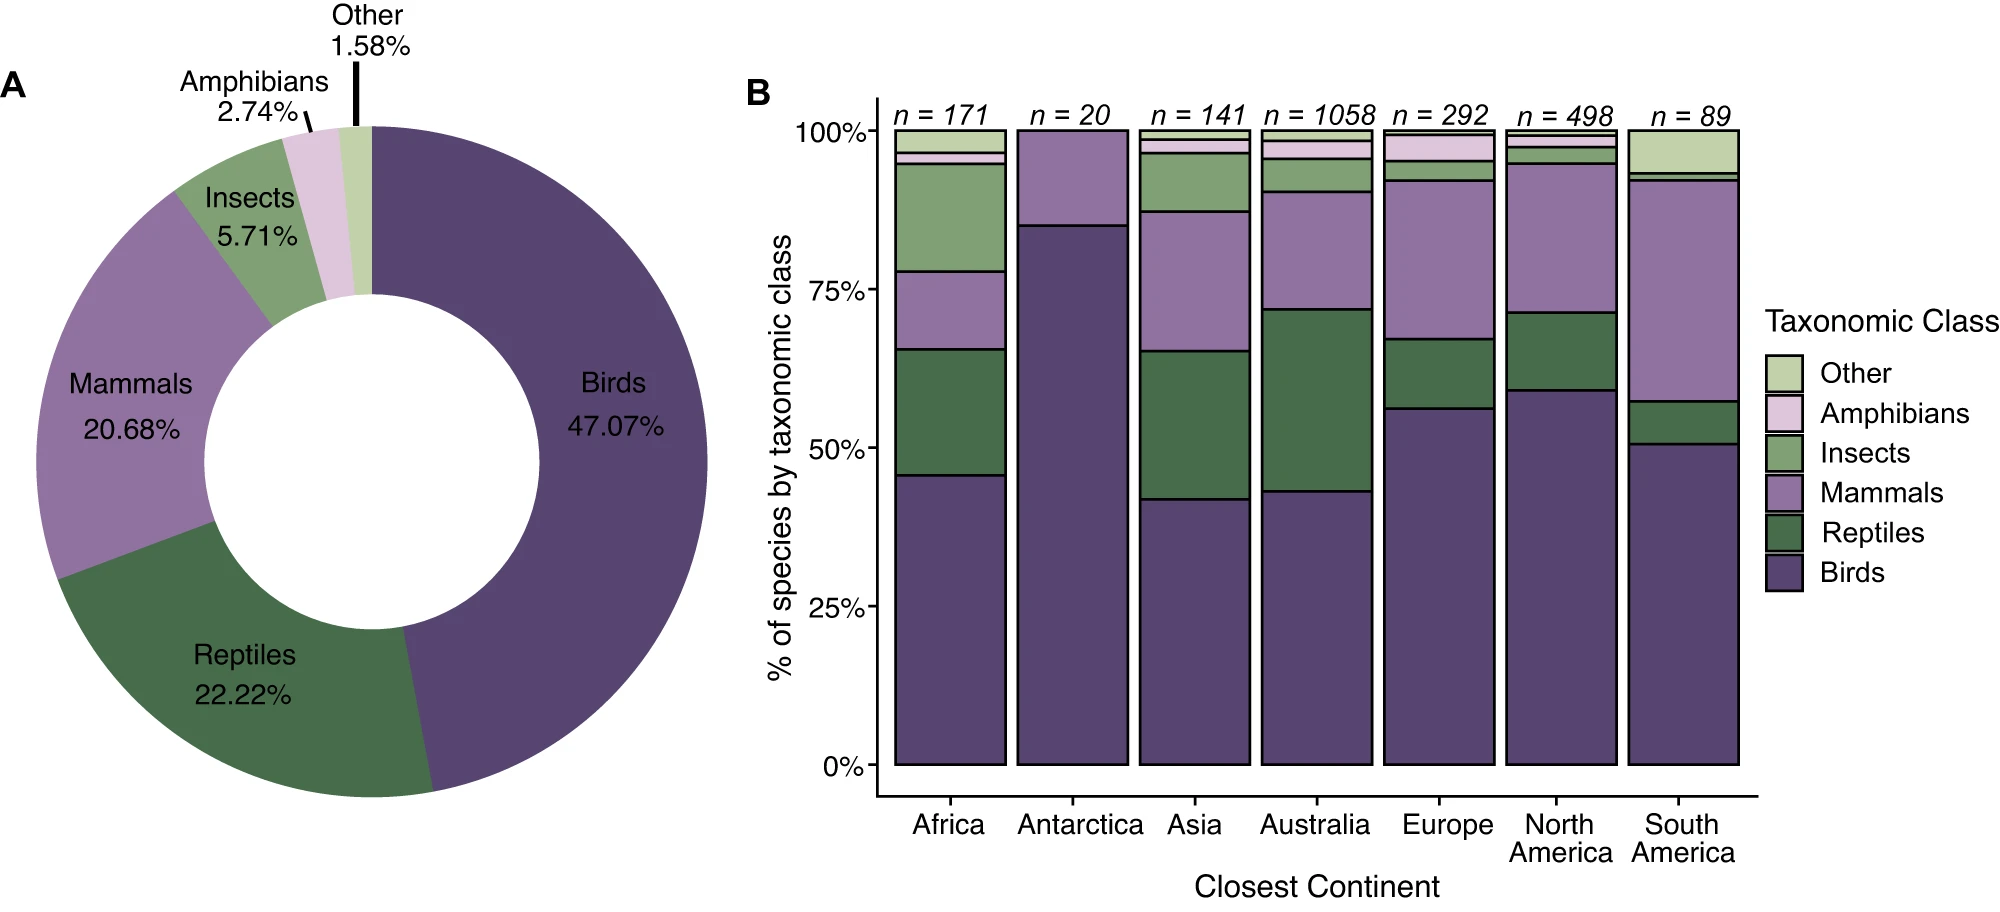 A
Other
1.58%
Amphibians
2.74%
Insects
5.71%
Mammals
20.68%
Birds
47.07%
Reptiles
22.22%
B
n = 171
n = 20
n = 141
n = 1058
n = 292
n = 498
n = 89
100%
75%
50%
25%
0%
% of species by taxonomic class
Africa
Antarctica
Asia
Australia
Europe
North
America
South
America
Closest Continent
Taxonomic Class
Other
Amphibians
Insects
Mammals
Reptiles
Birds